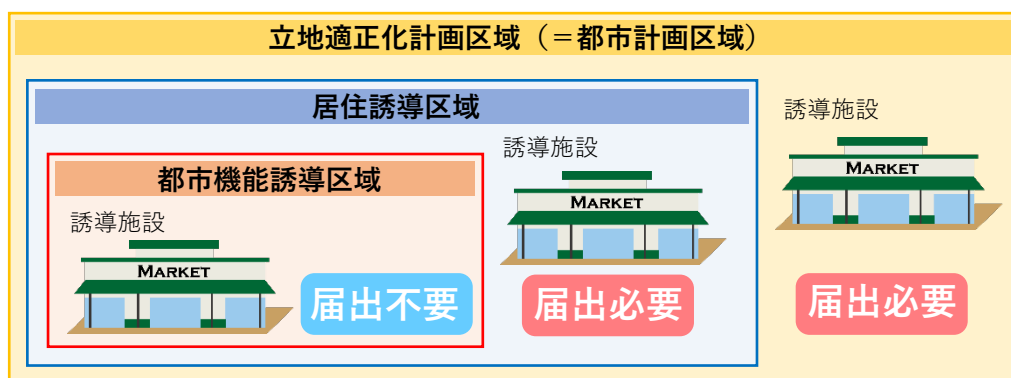 立地適正化計画区域（＝都市計画区域）
居住誘導区域
誘導施設
MARKET
届出必要
都市機能誘導区域
誘導施設
MARKET
届出不要
誘導施設
MARKET
届出必要